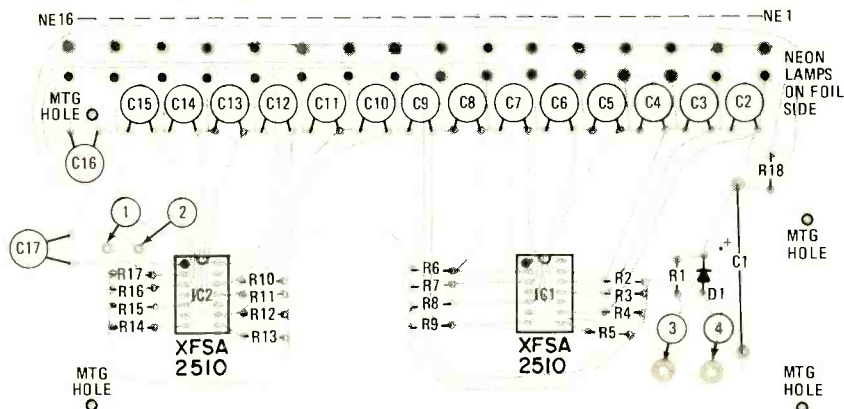 NE16 NE1
NEON
LAMPS
ON FOIL
SIDE
MTG
HOLE
C15 C14 C13 C12 C11 C10 C9 C8 C7 C6 C5 C4 C3 C2
C16
R18
1 2
C17
MTG
HOLE
+
C1
R17
R16
R15
R14
IC2
R10
R11
R12
R13
R6
R7
R8
R9
IC1
R2
R3
R4
R5
R1
D1
3 4
XFSA
2510
XFSA
2510
MTG
HOLE
MTG
HOLE